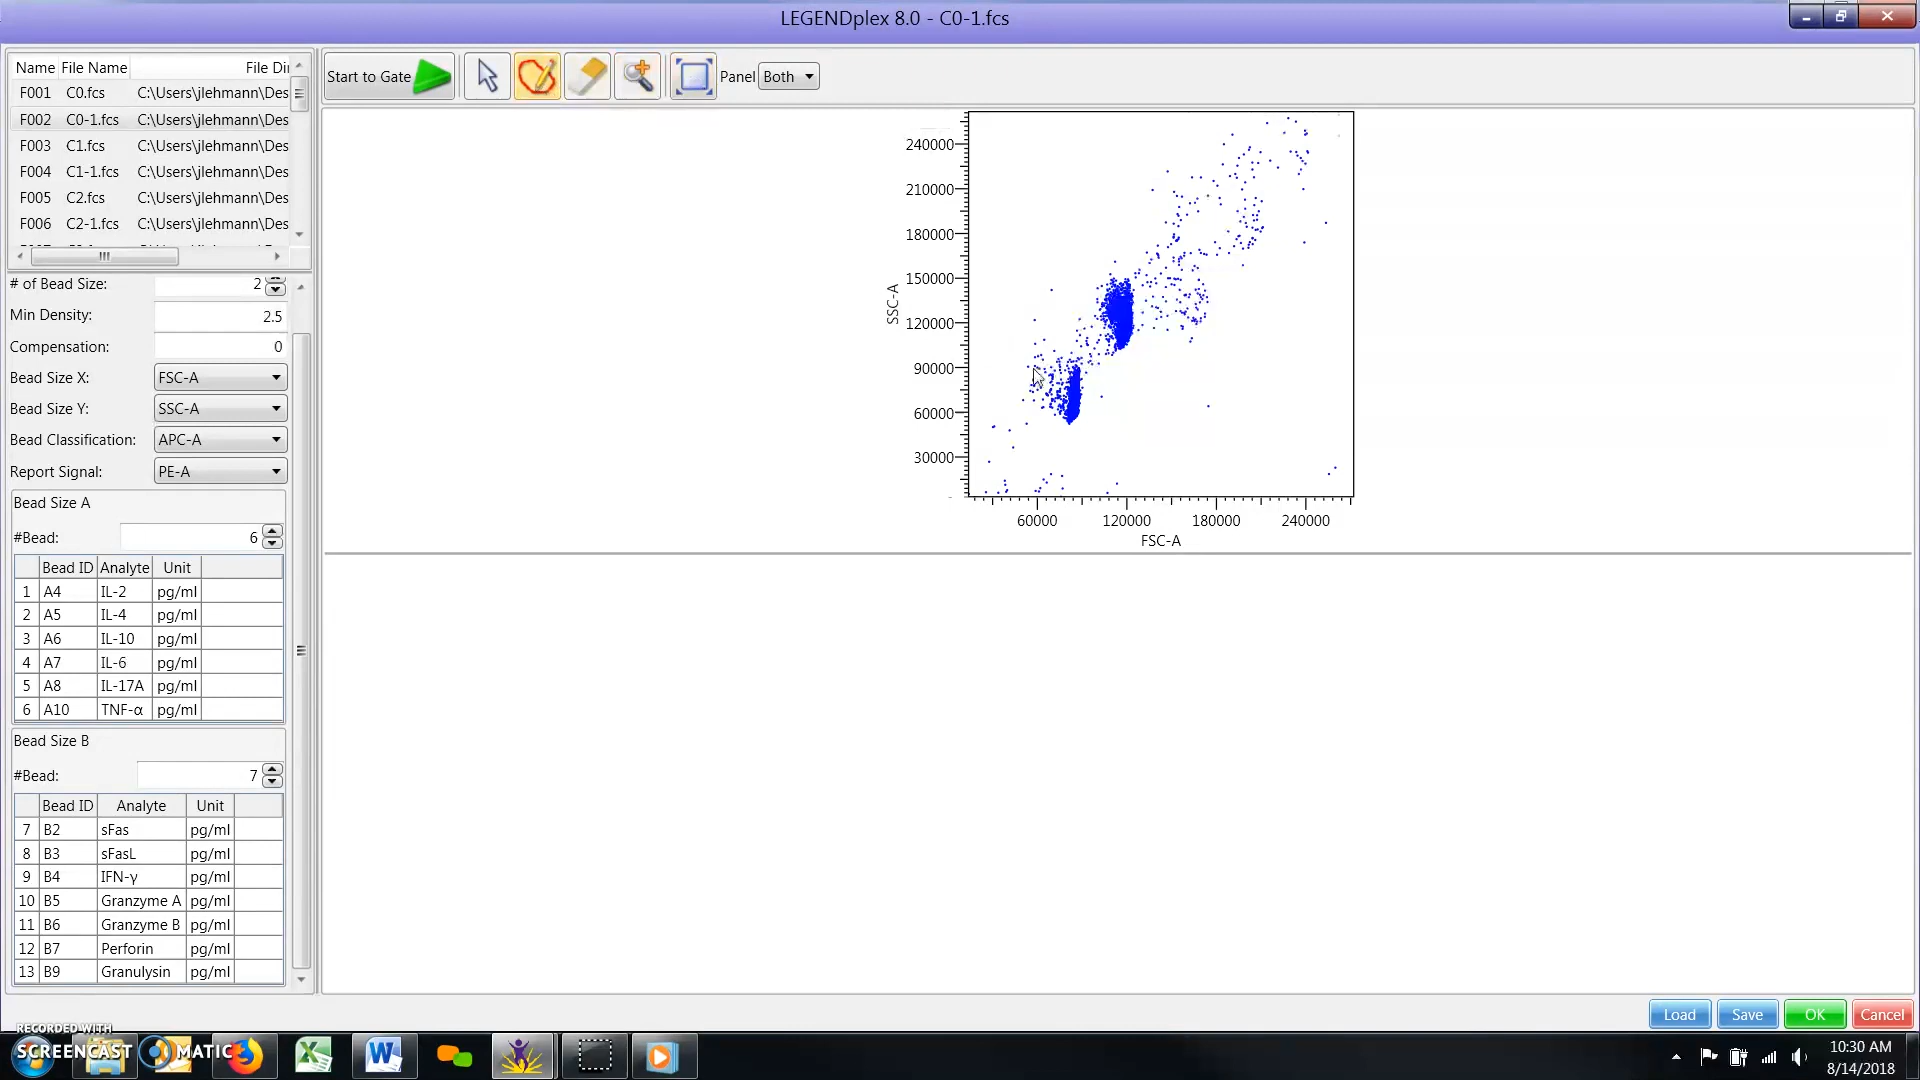 LEGENDplex 8.0 - C0-1.fcs
Name File Name File Dir
F001 C0.fcs C:\Users\jlehmann\Des
F002 C0-1.fcs C:\Users\jlehmann\Des
F003 C1.fcs C:\Users\jlehmann\Des
F004 C1-1.fcs C:\Users\jlehmann\Des
F005 C2.fcs C:\Users\jlehmann\Des
F006 C2-1.fcs C:\Users\jlehmann\Des
Start to Gate Panel Both
# of Bead Size: 2
Min Density: 2.5
Compensation: 0
Bead Size X: FSC-A
Bead Size Y: SSC-A
Bead Classification: APC-A
Report Signal: PE-A
Bead Size A
#Bead: 6
Bead ID Analyte Unit
1 A4 IL-2 pg/ml
2 A5 IL-4 pg/ml
3 A6 IL-10 pg/ml
4 A7 IL-6 pg/ml
5 A8 IL-17A pg/ml
6 A10 TNF-α pg/ml
Bead Size B
#Bead: 7
Bead ID Analyte Unit
7 B2 sFas pg/ml
8 B3 sFasL pg/ml
9 B4 IFN-γ pg/ml
10 B5 Granzyme A pg/ml
11 B6 Granzyme B pg/ml
12 B7 Perforin pg/ml
13 B9 Granulysin pg/ml
240000
210000
180000
150000
120000
90000
60000
30000
SSC-A
60000 120000 180000 240000
FSC-A
Load Save OK Cancel
RECORDED WITH
SCREENCAST MATIC
10:30 AM
8/14/2018